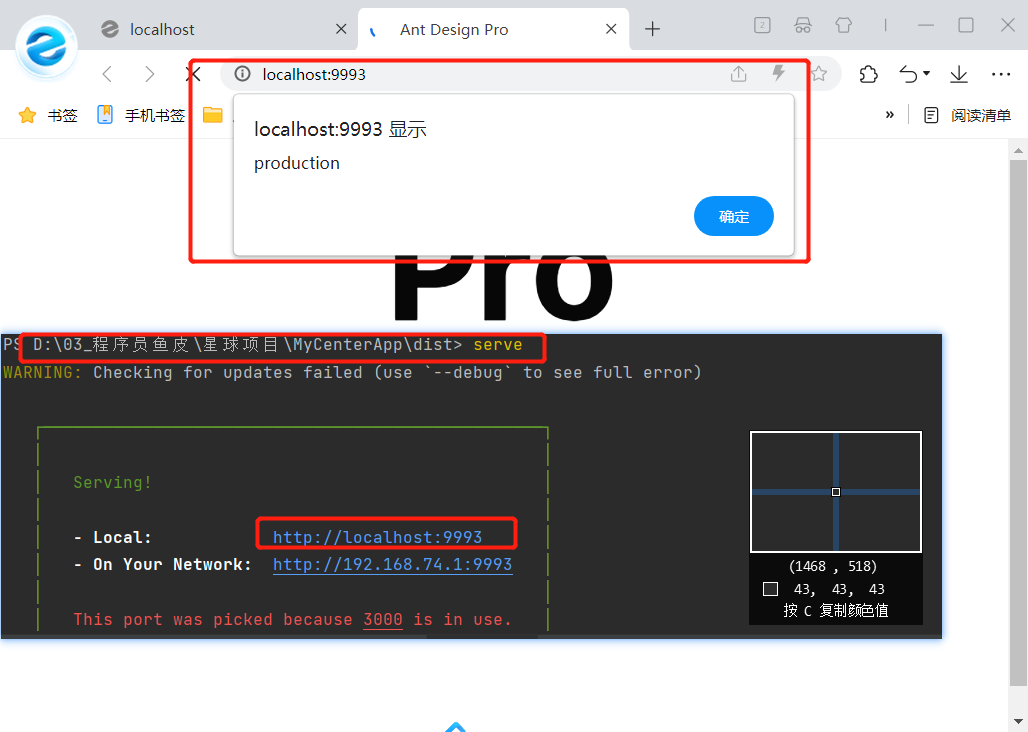 localhost
Ant Design Pro
2
localhost:9993
书签
手机书签
»
阅读清单
localhost:9993 显示
production
确定
Pro
PS D:\03_程序员鱼皮\星球项目\MyCenterApp\dist> serve
WARNING: Checking for updates failed (use `--debug` to see full error)
Serving!
- Local: http://localhost:9993
- On Your Network: http://192.168.74.1:9993
This port was picked because 3000 is in use.
(1468 , 518)
43, 43, 43
按 C 复制颜色值